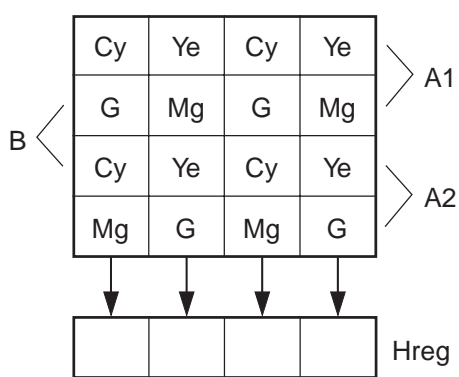 Cy Ye Cy Ye
A1
G Mg G Mg
B
Cy Ye Cy Ye
A2
Mg G Mg G
Hreg